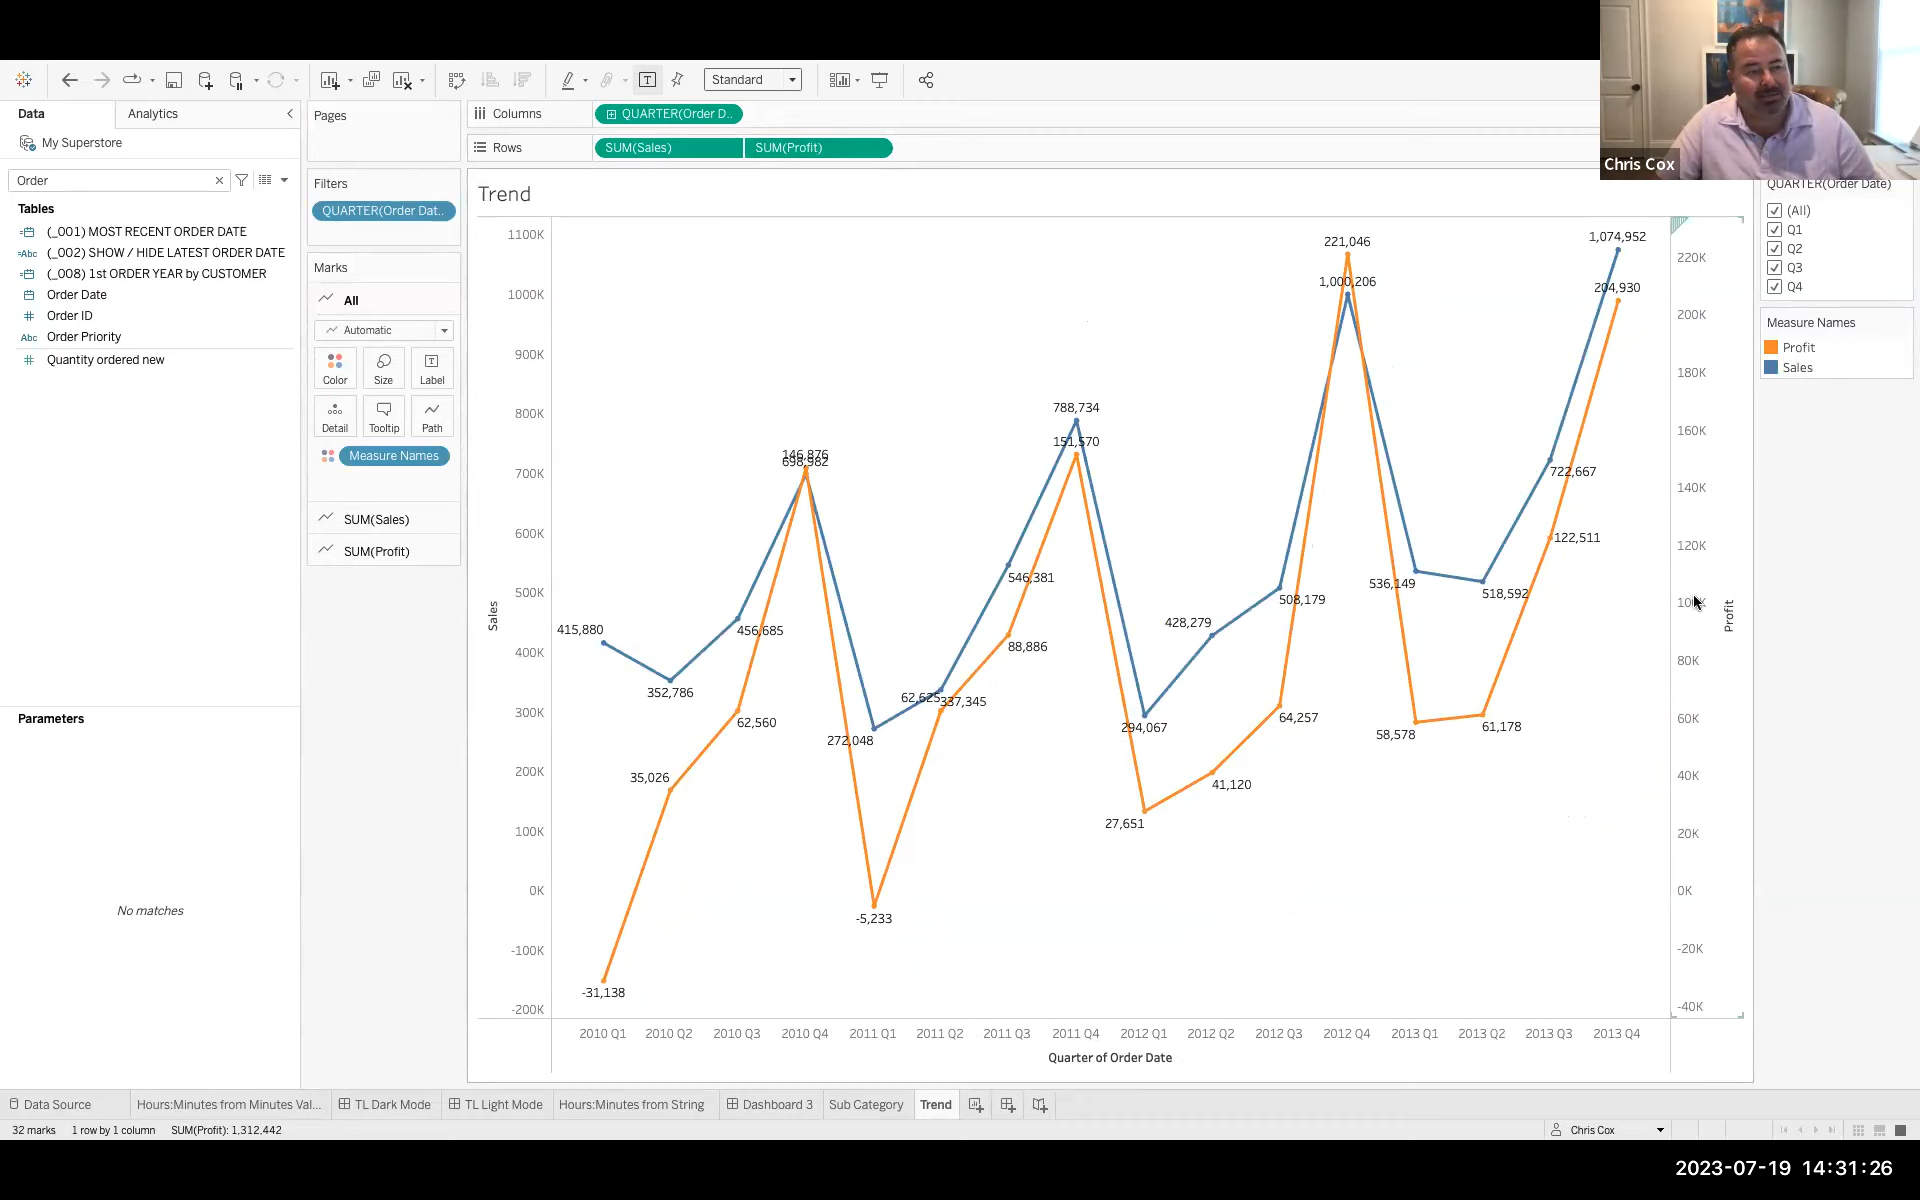 Chris Cox
Standard
Data
Analytics
My Superstore
Order
Tables
(_001) MOST RECENT ORDER DATE
Abc (_002) SHOW / HIDE LATEST ORDER DATE
(_008) 1st ORDER YEAR by CUSTOMER
Order Date
Order ID
Abc Order Priority
Quantity ordered new
Parameters
No matches
Pages
Filters
QUARTER(Order Dat..
Marks
All
Automatic
Color Size Label
Detail Tooltip Path
Measure Names
SUM(Sales)
SUM(Profit)
Columns QUARTER(Order D..
Rows SUM(Sales) SUM(Profit)
Trend
Sales
1100K
1000K
900K
800K
700K
600K
500K
400K
300K
200K
100K
0K
-100K
-200K
415,880
352,786
456,685
698,982
272,048
337,345
546,381
788,734
294,067
428,279
508,179
1,000,206
536,149
518,592
722,667
1,074,952
-31,138
35,026
62,560
146,876
-5,233
62,625
88,886
151,570
27,651
41,120
64,257
221,046
58,578
61,178
122,511
204,930
220K
200K
180K
160K
140K
120K
80K
60K
40K
20K
0K
-20K
-40K
Profit
2010 Q1 2010 Q2 2010 Q3 2010 Q4 2011 Q1 2011 Q2 2011 Q3 2011 Q4 2012 Q1 2012 Q2 2012 Q3 2012 Q4 2013 Q1 2013 Q2 2013 Q3 2013 Q4
Quarter of Order Date
QUARTER(Order Date)
(All)
Q1
Q2
Q3
Q4
Measure Names
Profit
Sales
Data Source Hours:Minutes from Minutes Val... TL Dark Mode TL Light Mode Hours:Minutes from String Dashboard 3 Sub Category Trend
32 marks 1 row by 1 column SUM(Profit): 1,312,442 Chris Cox
2023-07-19 14:31:26